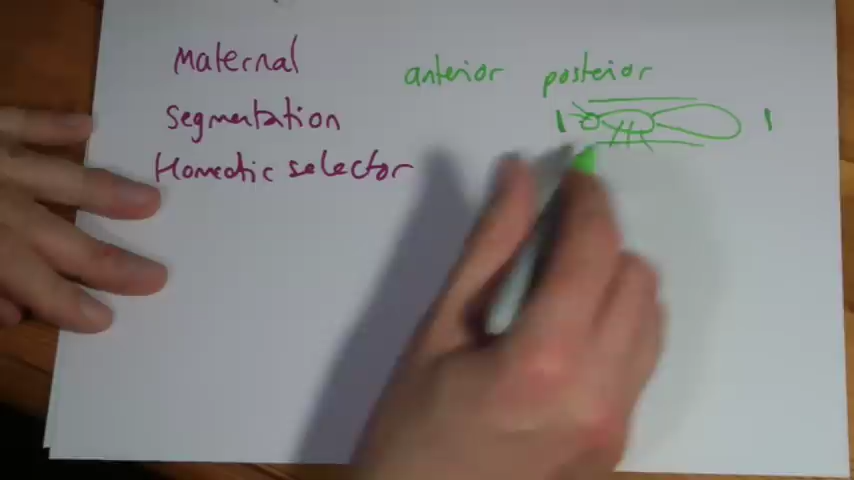 Maternal
anterior posterior
segmentation
Homeotic selector